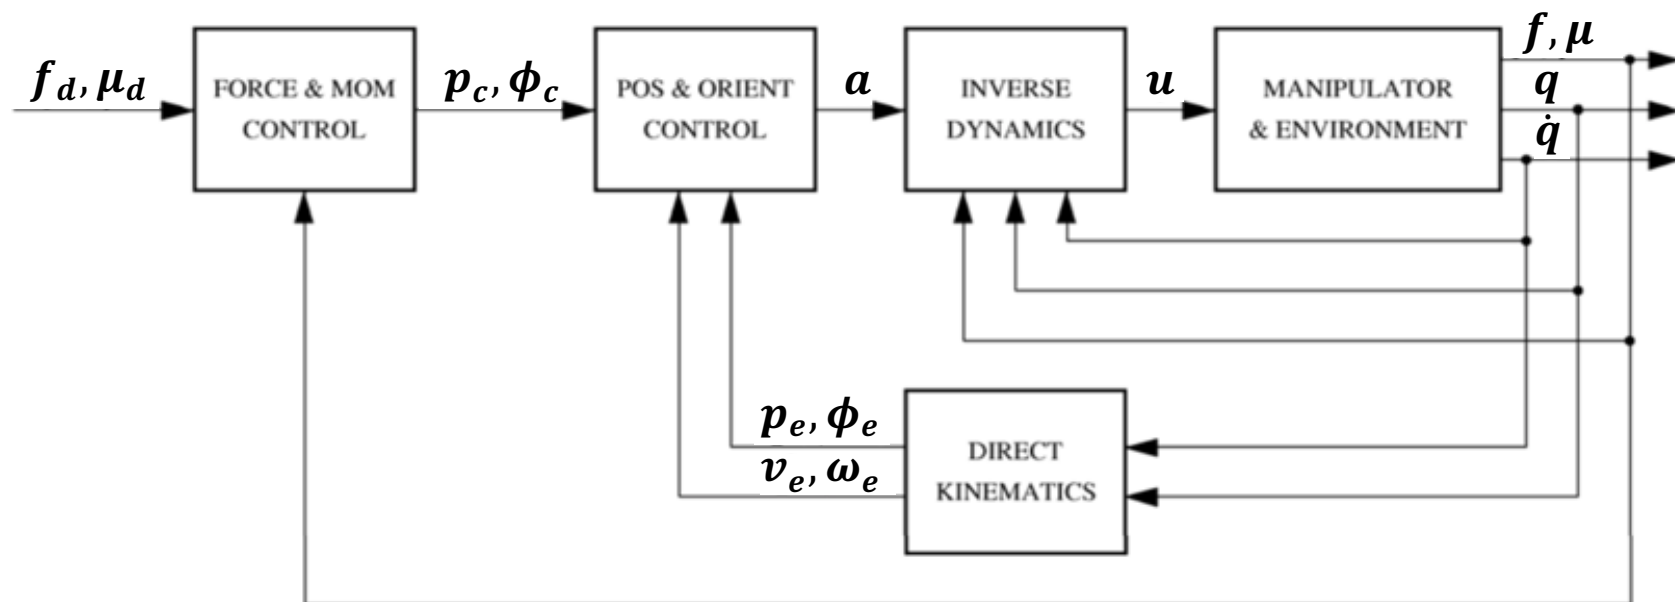 f_d, μ_d
FORCE & MOM
CONTROL
p_c, ϕ_c
POS & ORIENT
CONTROL
a
INVERSE
DYNAMICS
u
MANIPULATOR
& ENVIRONMENT
f, μ
q
q̇
p_e, ϕ_e
v_e, ω_e
DIRECT
KINEMATICS